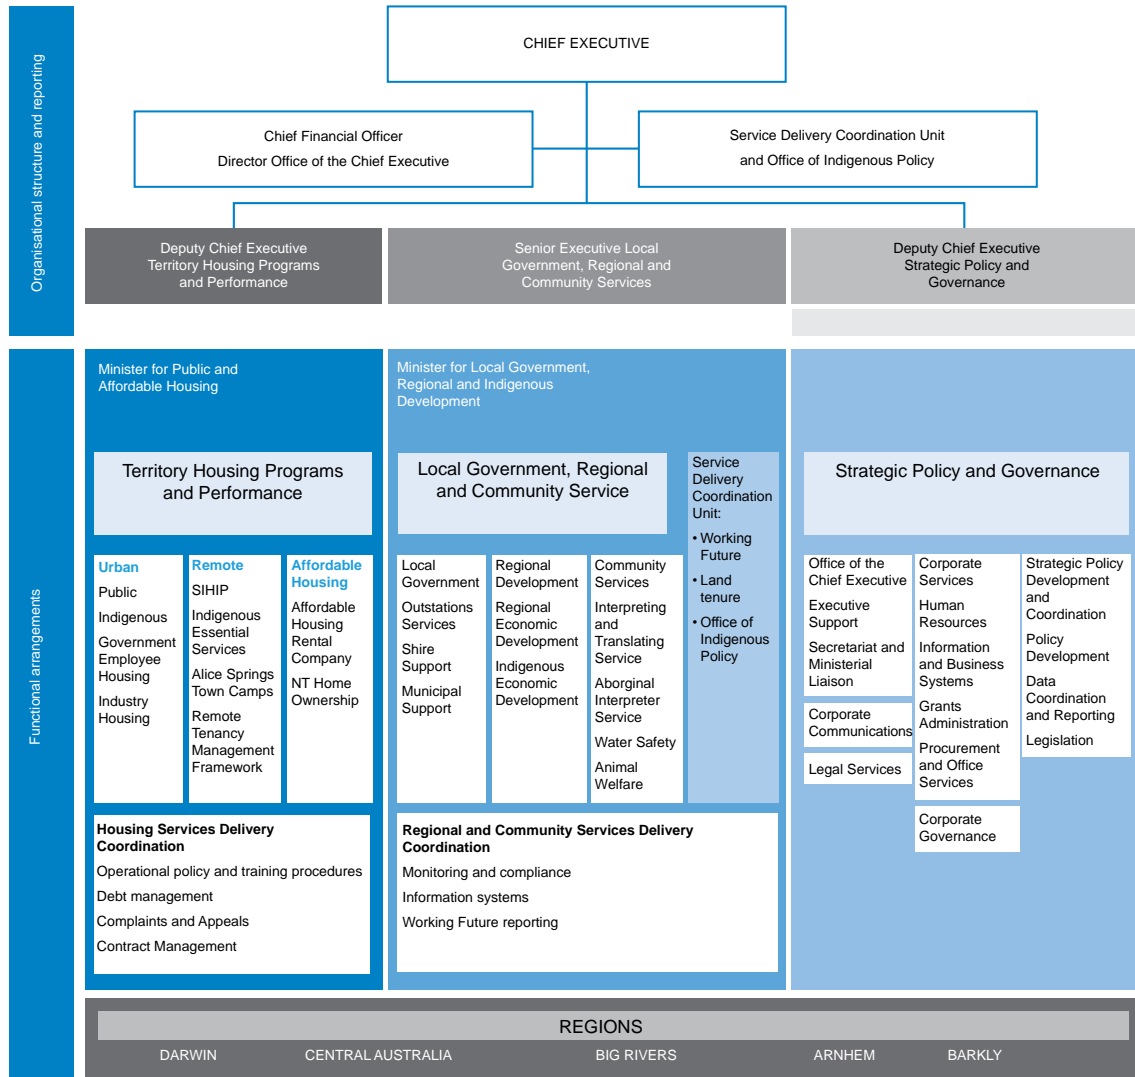 Organisational structure and reporting
CHIEF EXECUTIVE
Chief Financial Officer
Director Office of the Chief Executive
Service Delivery Coordination Unit
and Office of Indigenous Policy
Deputy Chief Executive
Territory Housing Programs
and Performance
Senior Executive Local
Government, Regional and
Community Services
Deputy Chief Executive
Strategic Policy and
Governance
Functional arrangements
Minister for Public and
Affordable Housing
Territory Housing Programs
and Performance
Urban
Public
Indigenous
Government
Employee
Housing
Industry
Housing
Remote
SIHIP
Indigenous
Essential
Services
Alice Springs
Town Camps
Remote
Tenancy
Management
Framework
Affordable
Housing
Affordable
Housing
Rental
Company
NT Home
Ownership
Housing Services Delivery
Coordination
Operational policy and training procedures
Debt management
Complaints and Appeals
Contract Management
Minister for Local Government,
Regional and Indigenous
Development
Local Government, Regional
and Community Service
Local
Government
Outstations
Services
Shire
Support
Municipal
Support
Regional
Development
Regional
Economic
Development
Indigenous
Economic
Development
Community
Services
Interpreting
and
Translating
Service
Aborginal
Interpreter
Service
Water Safety
Animal
Welfare
Service
Delivery
Coordination
Unit:
• Working
Future
• Land
tenure
• Office of
Indigenous
Policy
Regional and Community Services Delivery
Coordination
Monitoring and compliance
Information systems
Working Future reporting
Strategic Policy and Governance
Office of the
Chief Executive
Executive
Support
Secretariat and
Ministerial
Liaison
Corporate
Communications
Legal Services
Corporate
Services
Human
Resources
Information
and Business
Systems
Grants
Administration
Procurement
and Office
Services
Corporate
Governance
Strategic Policy
Development
and
Coordination
Policy
Development
Data
Coordination
and Reporting
Legislation
REGIONS
DARWIN CENTRAL AUSTRALIA BIG RIVERS ARNHEM BARKLY